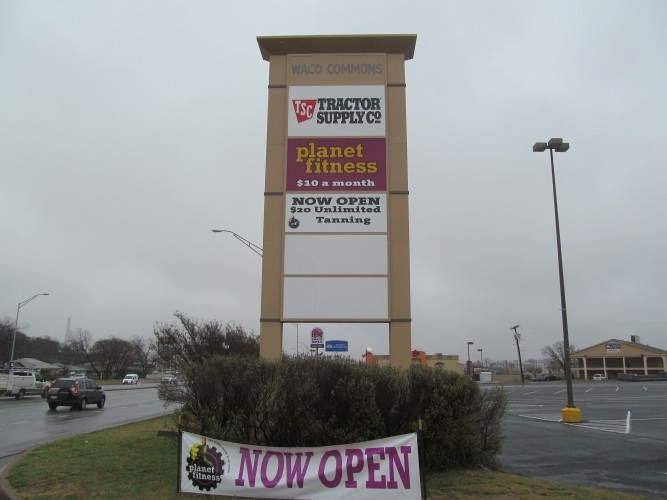 WACO COMMONS
TSC TRACTOR
SUPPLY CO
planet
fitness
$10 a month
NOW OPEN
$20 Unlimited
Tanning
planet
fitness
NOW OPEN